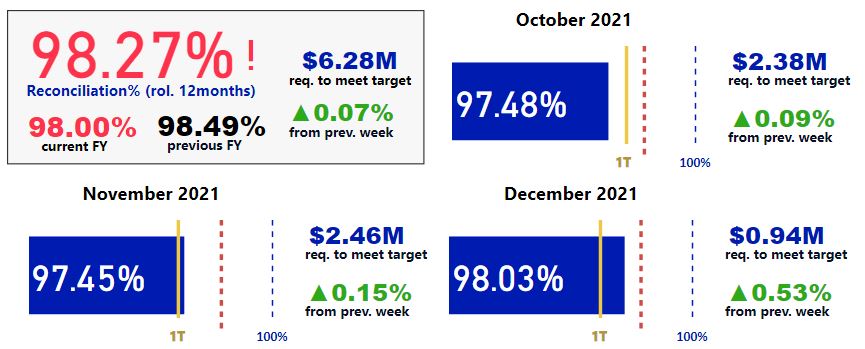 98.27%!
Reconciliation% (rol. 12months)
98.00%
current FY
98.49%
previous FY
$6.28M
req. to meet target
▲0.07%
from prev. week
October 2021
97.48%
1T
100%
$2.38M
req. to meet target
▲0.09%
from prev. week
November 2021
97.45%
1T
100%
$2.46M
req. to meet target
▲0.15%
from prev. week
December 2021
98.03%
1T
100%
$0.94M
req. to meet target
▲0.53%
from prev. week